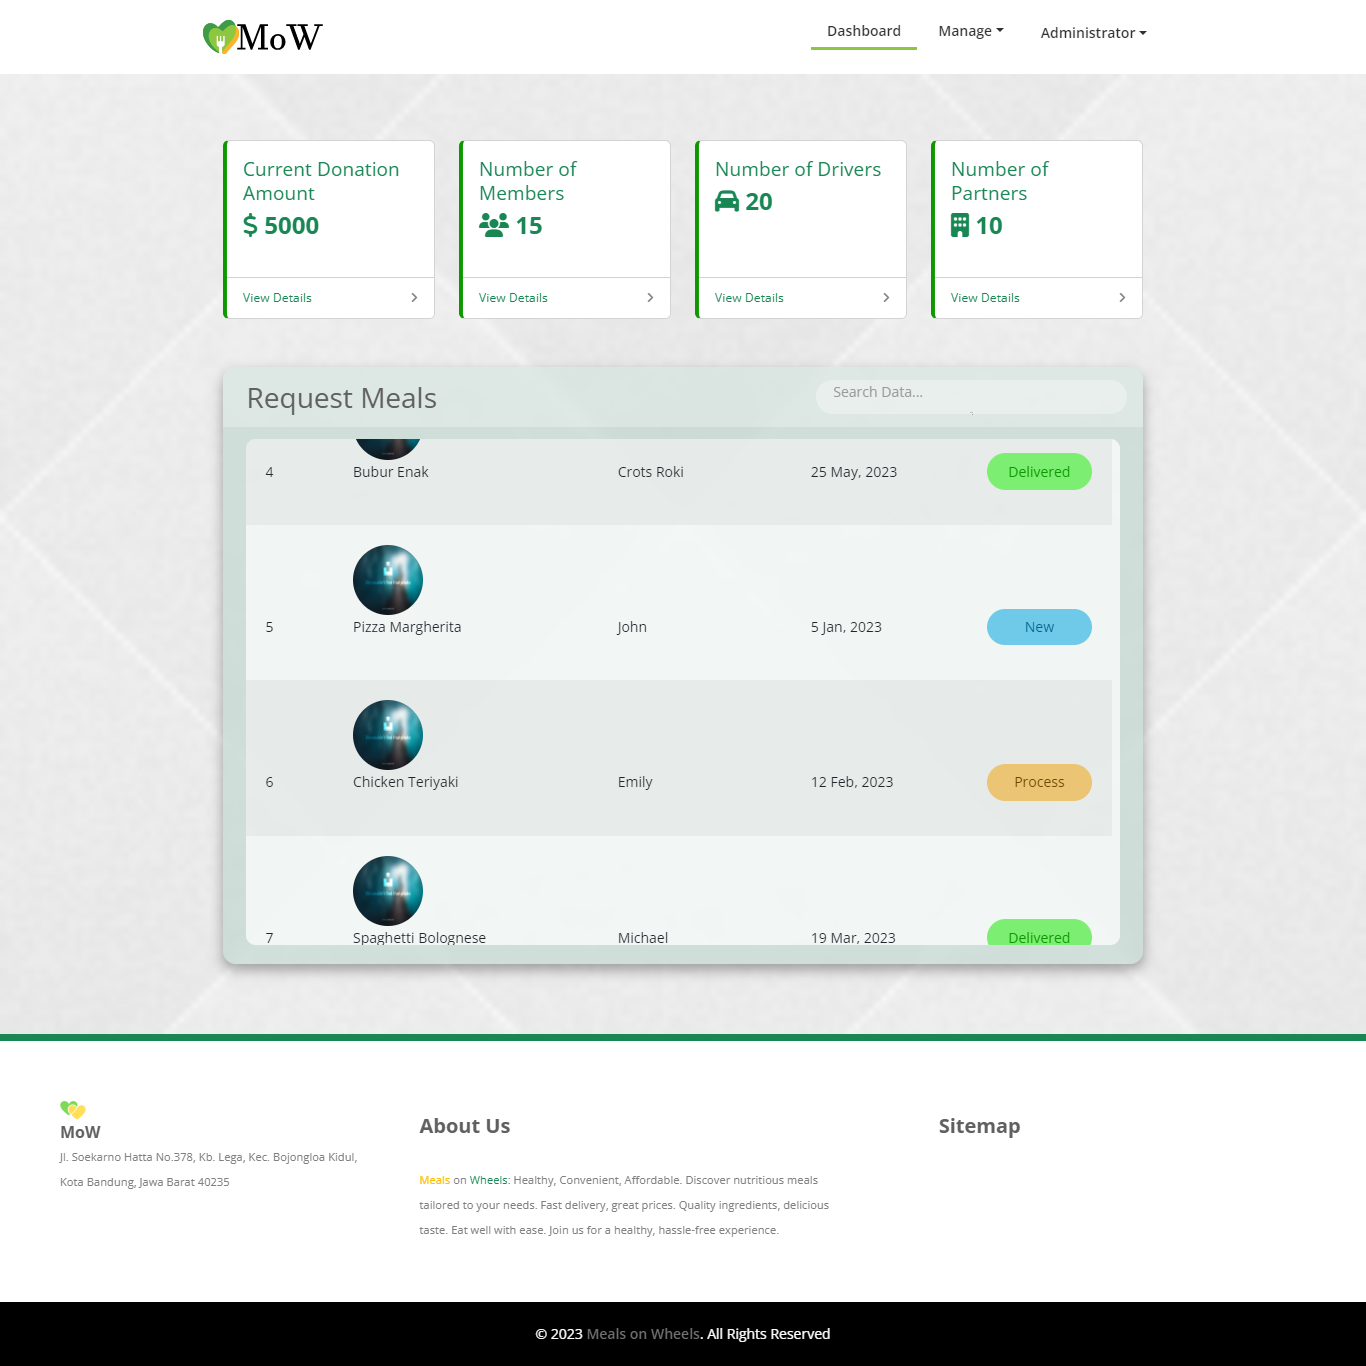 MoW
Dashboard
Manage
Administrator
Current Donation
Amount
$ 5000
View Details
Number of
Members
15
View Details
Number of Drivers
20
View Details
Number of
Partners
10
View Details
Request Meals
Search Data...
4 Bubur Enak Crots Roki 25 May, 2023 Delivered
5 Pizza Margherita John 5 Jan, 2023 New
6 Chicken Teriyaki Emily 12 Feb, 2023 Process
7 Spaghetti Bolognese Michael 19 Mar, 2023 Delivered
MoW
Jl. Soekarno Hatta No.378, Kb. Lega, Kec. Bojongloa Kidul,
Kota Bandung, Jawa Barat 40235
About Us
Meals on Wheels: Healthy, Convenient, Affordable. Discover nutritious meals
tailored to your needs. Fast delivery, great prices. Quality ingredients, delicious
taste. Eat well with ease. Join us for a healthy, hassle-free experience.
Sitemap
© 2023 Meals on Wheels. All Rights Reserved